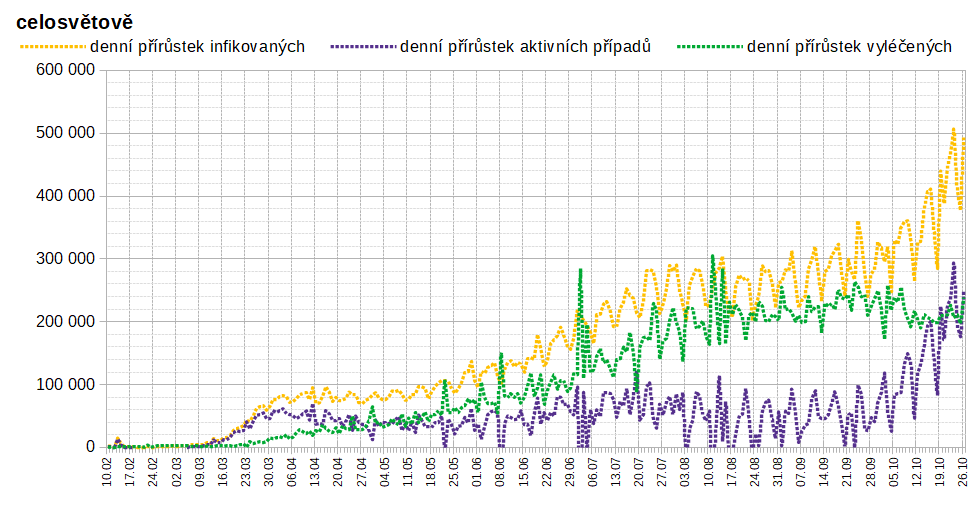 celosvětově
denní přírůstek infikovaných denní přírůstek aktivních případů denní přírůstek vyléčených
600 000
500 000
400 000
300 000
200 000
100 000
0
10.02 17.02 24.02 02.03 09.03 16.03 23.03 30.03 06.04 13.04 20.04 27.04 04.05 11.05 18.05 25.05 01.06 08.06 15.06 22.06 29.06 06.07 13.07 20.07 27.07 03.08 10.08 17.08 24.08 31.08 07.09 14.09 21.09 28.09 05.10 12.10 19.10 26.10